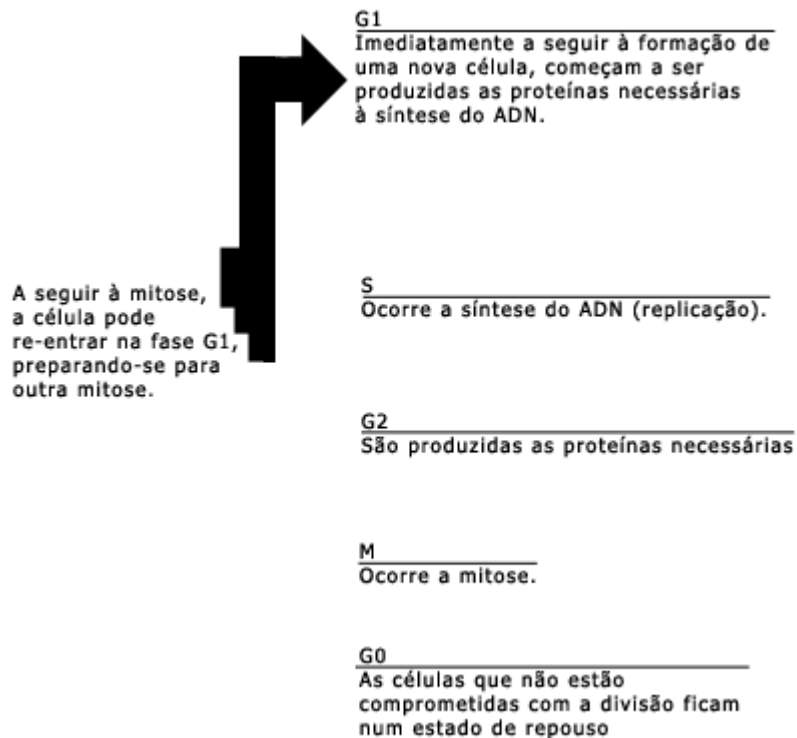 G1
Imediatamente a seguir à formação de
uma nova célula, começam a ser
produzidas as proteínas necessárias
à síntese do ADN.
A seguir à mitose,
a célula pode
re-entrar na fase G1,
preparando-se para
outra mitose.
S
Ocorre a síntese do ADN (replicação).
G2
São produzidas as proteínas necessárias
M
Ocorre a mitose.
G0
As células que não estão
comprometidas com a divisão ficam
num estado de repouso